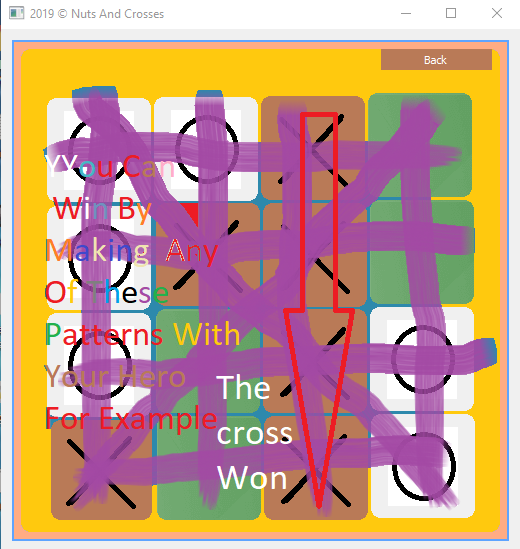 2019 © Nuts And Crosses
Back
YYou Can
Win By
Making Any
Of These
Patterns With
Your Hero
For Example
The
cross
Won